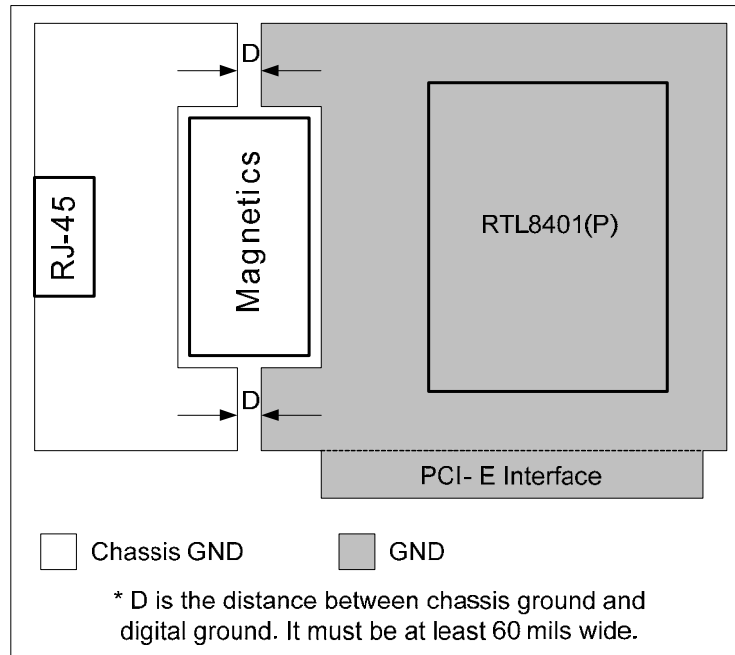 D
RJ-45
Magnetics
RTL8401(P)
D
PCI- E Interface
Chassis GND
GND
* D is the distance between chassis ground and
digital ground. It must be at least 60 mils wide.